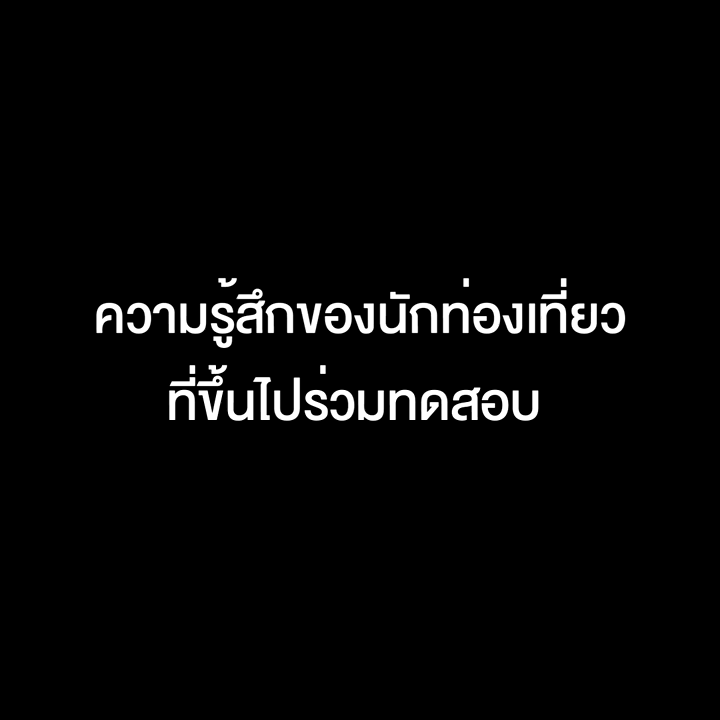 ความรู้สึกของนักท่องเที่ยว
ที่ขึ้นไปร่วมทดสอบ